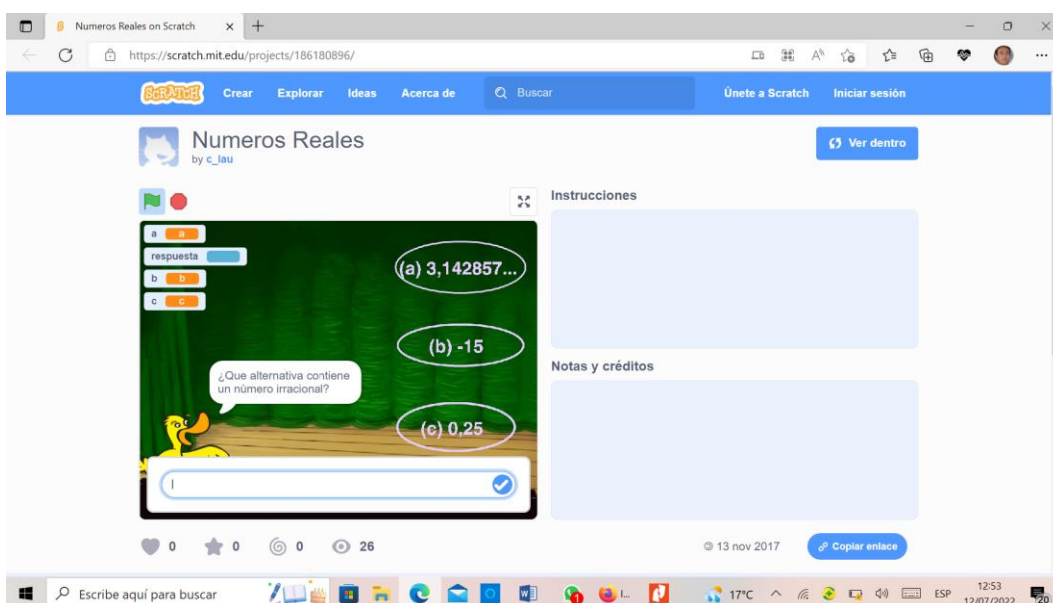 Numeros Reales on Scratch
https://scratch.mit.edu/projects/186180896/
SCRATCH Crear Explorar Ideas Acerca de Buscar Únete a Scratch Iniciar sesión
Numeros Reales
by c_lau
Ver dentro
Instrucciones
a a
respuesta
b b
c c
(a) 3,142857...
(b) -15
(c) 0,25
¿Que alternativa contiene
un número irracional?
Notas y créditos
0 0 0 26
© 13 nov 2017 Copiar enlace
Escribe aquí para buscar 17°C ESP 12:53
12/07/2022